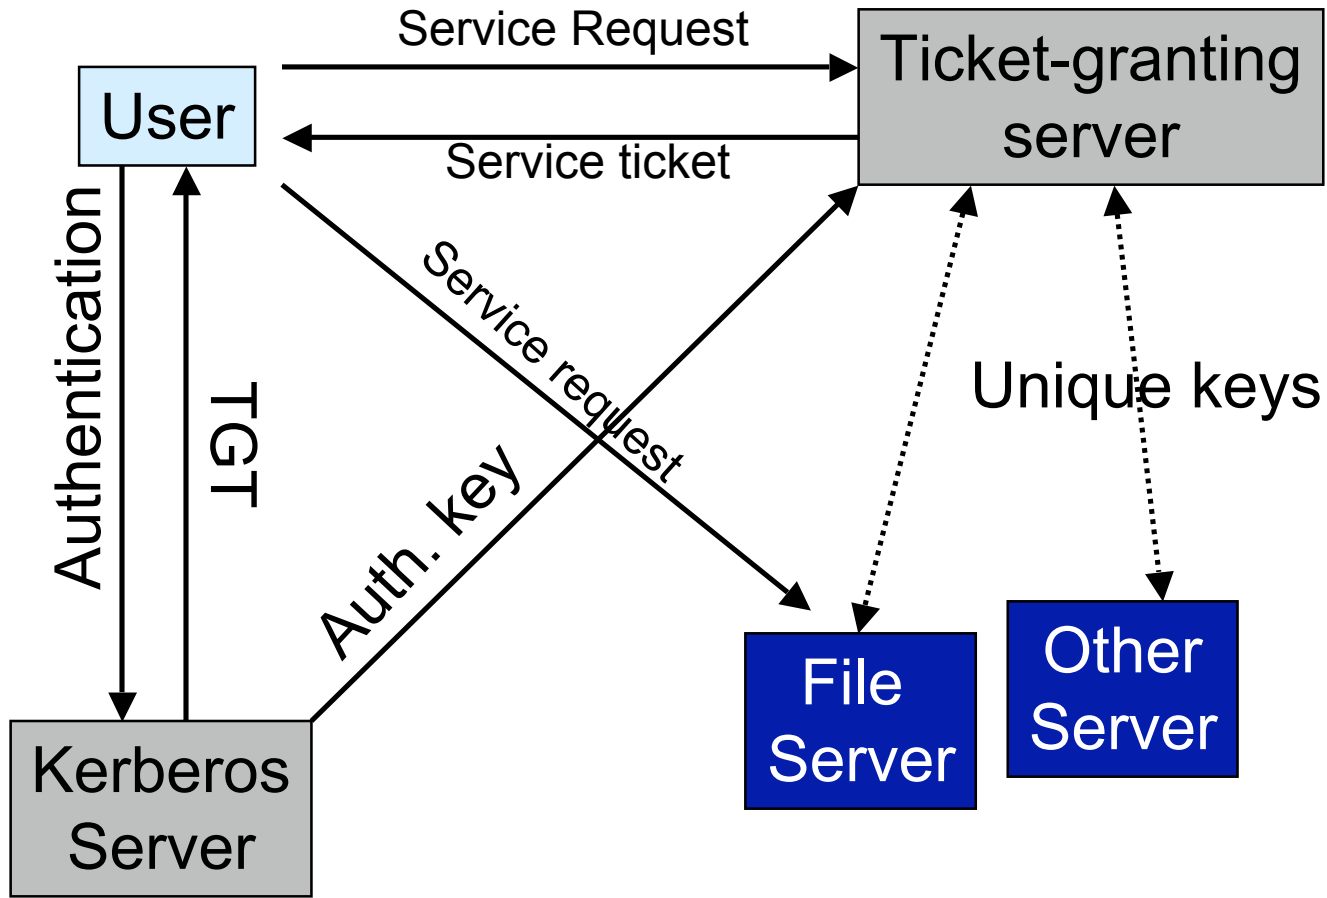 Service Request
Ticket-granting
server
User
Service ticket
Authentication
TGT
Service request
Auth. key
Unique keys
File
Server
Other
Server
Kerberos
Server